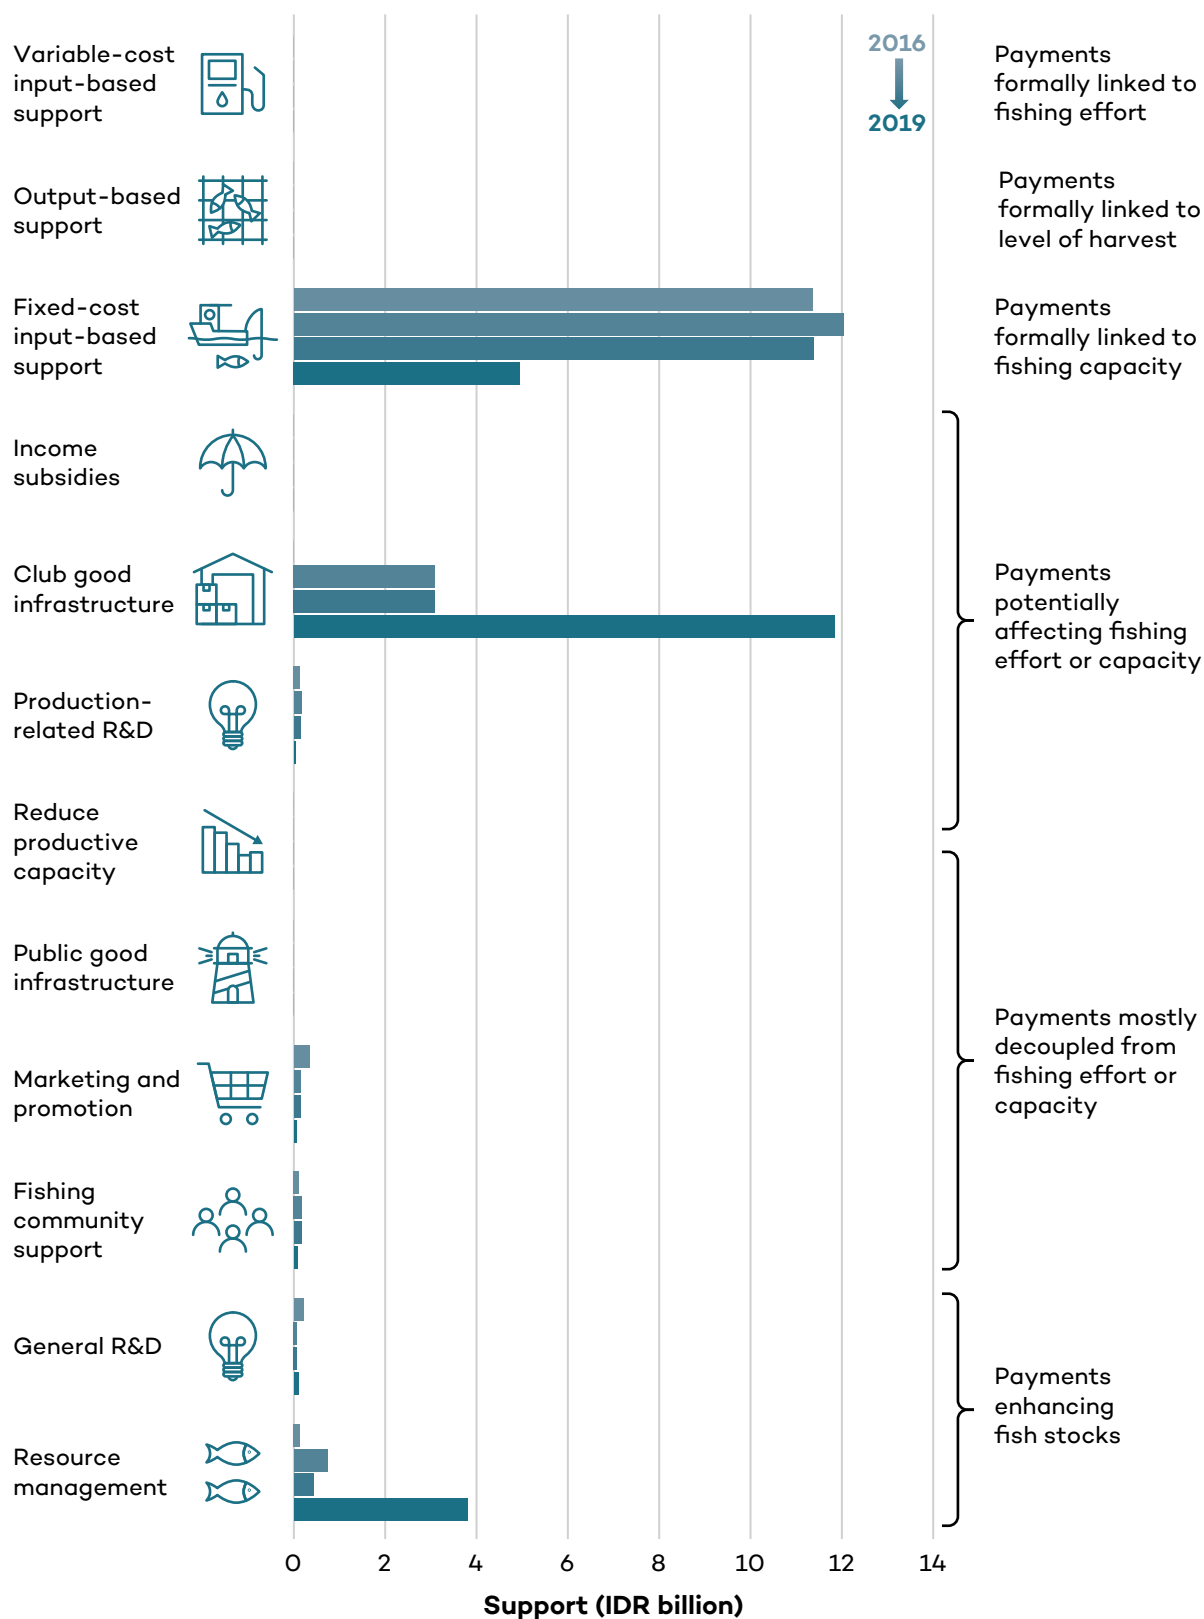 Variable-cost
input-based
support
2016
2019
Payments
formally linked to
fishing effort
Output-based
support
Payments
formally linked to
level of harvest
Fixed-cost
input-based
support
Payments
formally linked to
fishing capacity
Income
subsidies
Club good
infrastructure
Production-
related R&D
Payments
potentially
affecting fishing
effort or capacity
Reduce
productive
capacity
Public good
infrastructure
Marketing and
promotion
Fishing
community
support
Payments mostly
decoupled from
fishing effort or
capacity
General R&D
Resource
management
Payments
enhancing
fish stocks
0 2 4 6 8 10 12 14
Support (IDR billion)